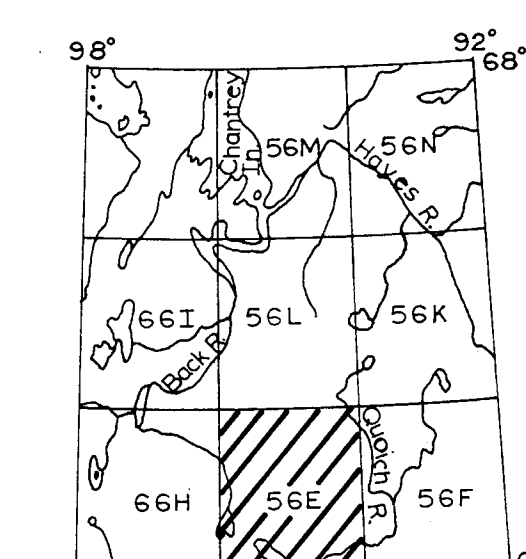 98°
92°
68°
Chantrey
In
56M
56N
Hayes R.
66I
56L
56K
Back R.
Quoich R.
66H
56E
56F